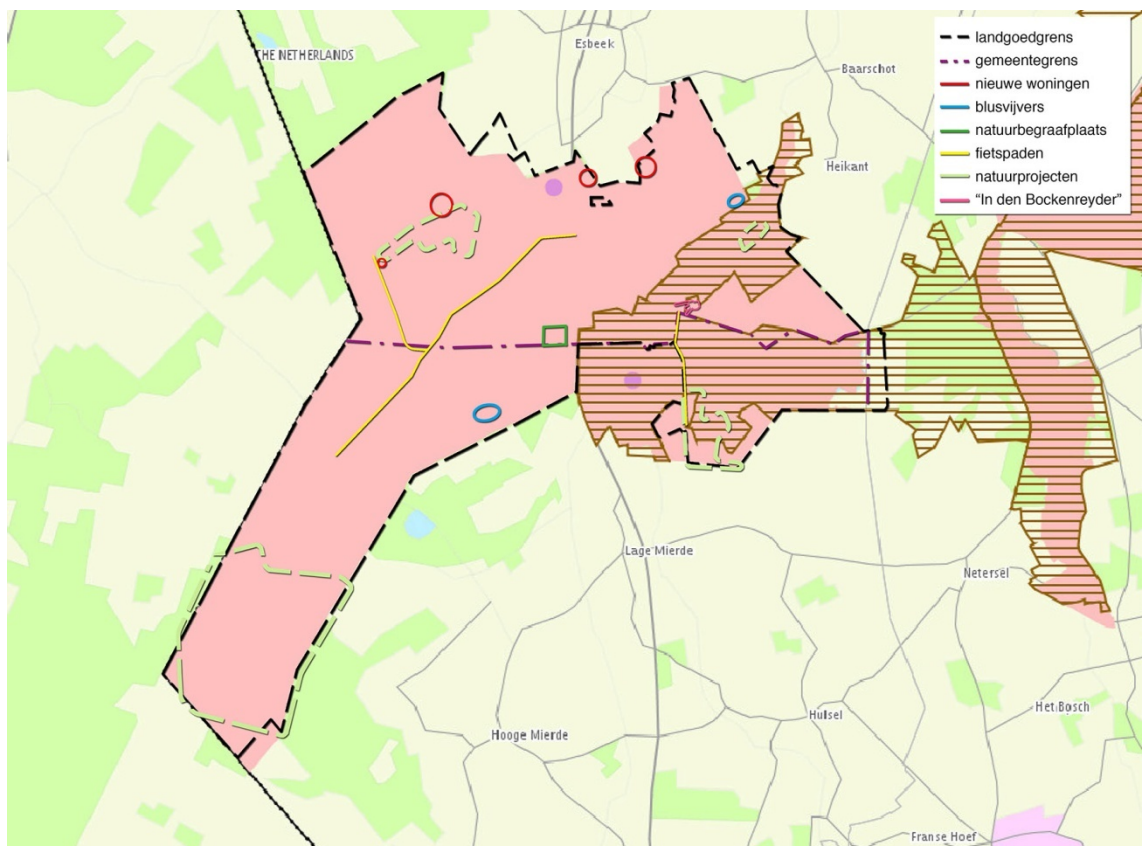 Esbeek
THE NETHERLANDS
Baarschot
Heikant
landgoedgrens
gemeentegrens
nieuwe woningen
blusvijvers
natuurbegraafplaats
fietspaden
natuurprojecten
“In den Bockenreyder”
Lage Mierde
Netersel
Hooge Mierde
Hulsel
Het Bosch
Franse Hoef